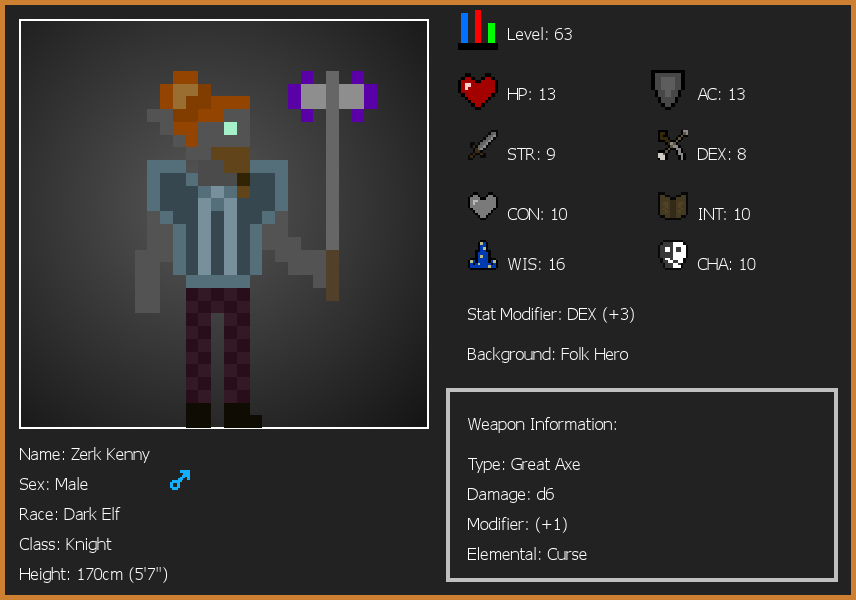 Level: 63
HP: 13
AC: 13
STR: 9
DEX: 8
CON: 10
INT: 10
WIS: 16
CHA: 10
Stat Modifier: DEX (+3)
Background: Folk Hero
Weapon Information:
Type: Great Axe
Damage: d6
Modifier: (+1)
Elemental: Curse
Name: Zerk Kenny
Sex: Male
Race: Dark Elf
Class: Knight
Height: 170cm (5'7")